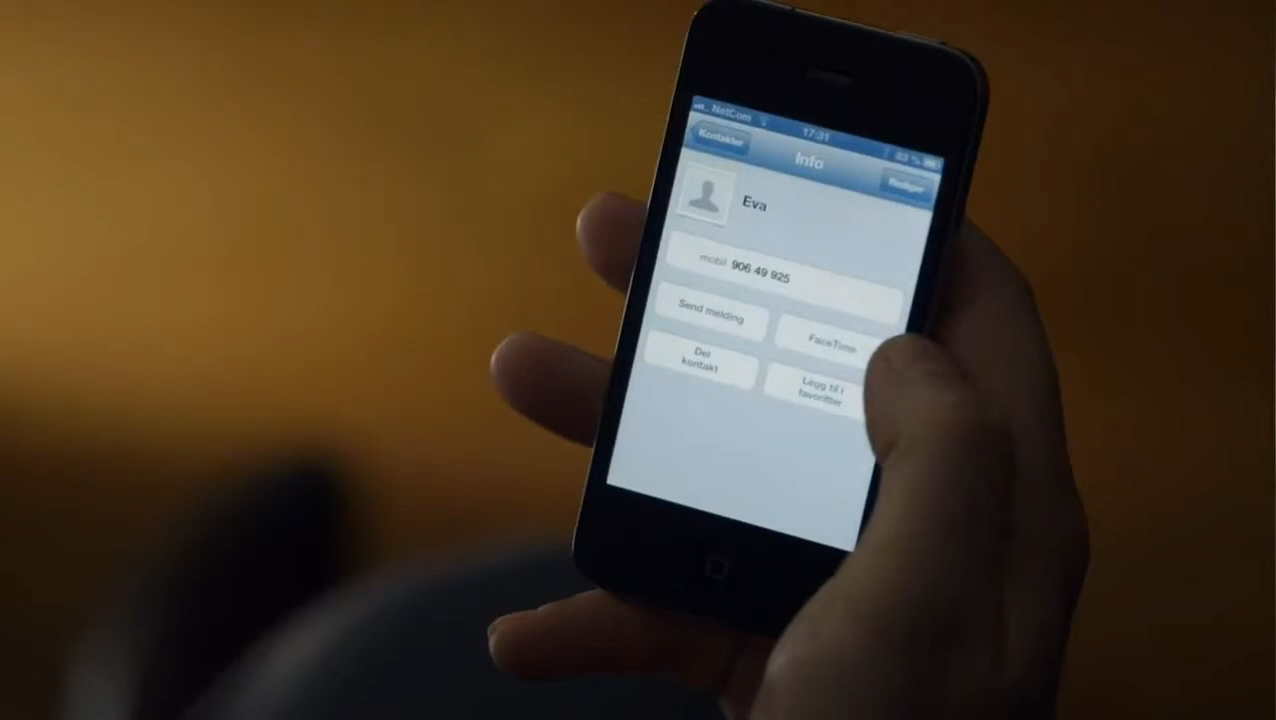 NetCom 17:31 83 %
Kontakter Info Rediger
Eva
mobil 906 49 925
Send melding
FaceTime
Del
kontakt
Legg til i
favoritter